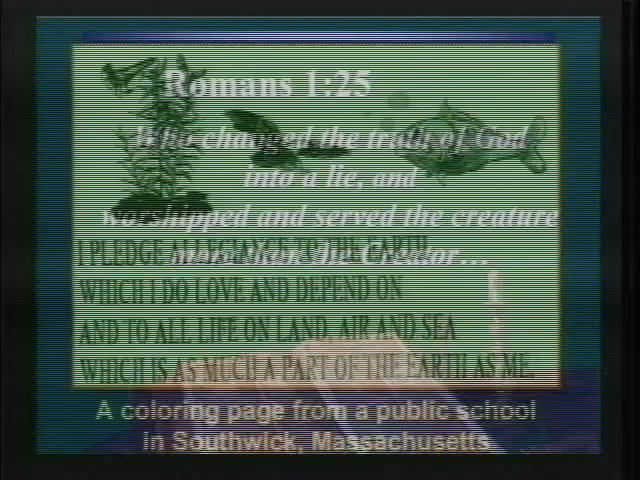 Romans 1:25
Who changed the truth of God
into a lie, and
worshipped and served the creature
more than the Creator…
I PLEDGE ALLEGIANCE TO THE EARTH
WHICH I DO LOVE AND DEPEND ON
AND TO ALL LIFE ON LAND, AIR AND SEA
WHICH IS AS MUCH A PART OF THE EARTH AS ME.
A coloring page from a public school
in Southwick, Massachusetts